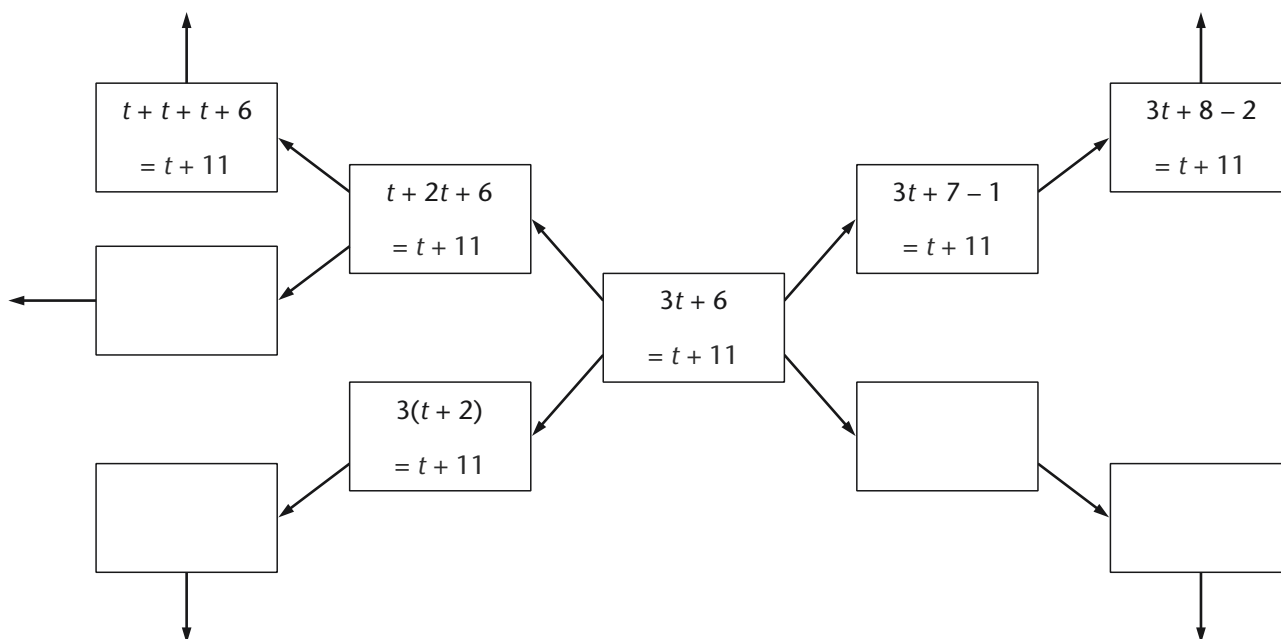 t + t + t + 6
= t + 11
t + 2t + 6
= t + 11
3(t + 2)
= t + 11
3t + 6
= t + 11
3t + 7 – 1
= t + 11
3t + 8 – 2
= t + 11